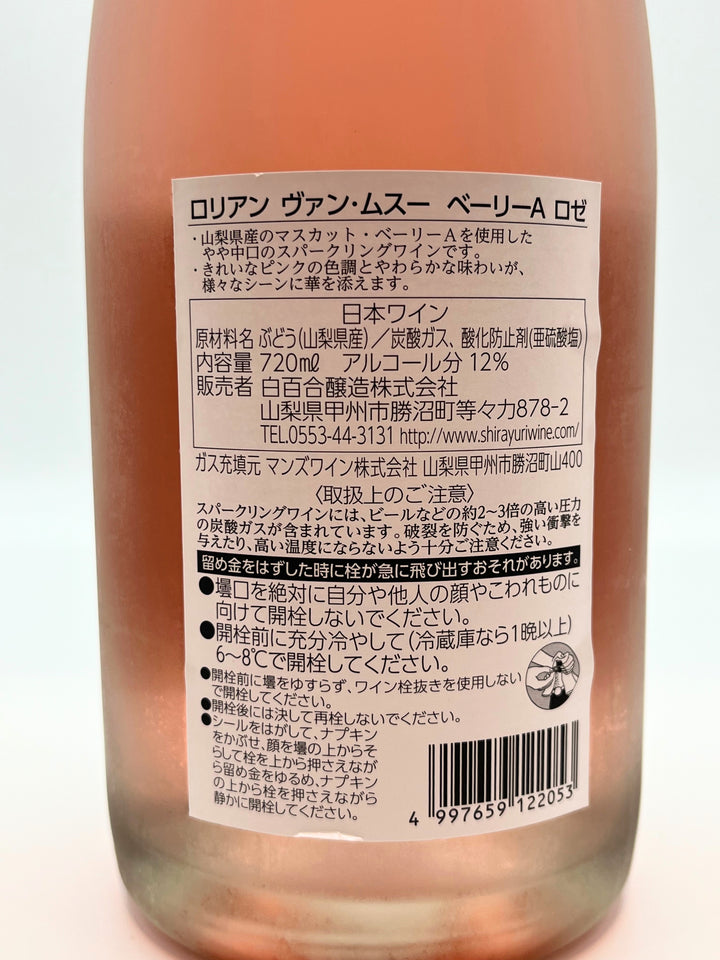 ロリアン ヴァン・ムスー ベーリーA ロゼ
・山梨県産のマスカット・ベーリーAを使用した
やや中口のスパークリングワインです。
・きれいなピンクの色調とやわらかな味わいが、
様々なシーンに華を添えます。
日本ワイン
原材料名 ぶどう(山梨県産)／炭酸ガス、酸化防止剤(亜硫酸塩)
内容量 720㎖ アルコール分 12%
販売者 白百合醸造株式会社
山梨県甲州市勝沼町等々力878-2
TEL.0553-44-3131 http://www.shirayuriwine.com/
ガス充填元 マンズワイン株式会社 山梨県甲州市勝沼町山400
〈取扱上のご注意〉
スパークリングワインには、ビールなどの約2～3倍の高い圧力
の炭酸ガスが含まれています。破裂を防ぐため、強い衝撃を
与えたり、高い温度にならないよう十分ご注意ください。
留め金をはずした時に栓が急に飛び出すおそれがあります。
●壜口を絶対に自分や他人の顔やこわれものに
向けて開栓しないでください。
●開栓前に充分冷やして(冷蔵庫なら1晩以上)
6～8℃で開栓してください。
●開栓前に壜をゆすらず、ワイン栓抜きを使用しない
で開栓してください。
●開栓後には決して再栓しないでください。
●シールをはがして、ナプキン
をかぶせ、顔を壜の上からそ
らして栓を上から押さえなが
ら留め金をゆるめ、ナプキン
の上から栓を押さえながら
静かに開栓してください。
4 997659 122053